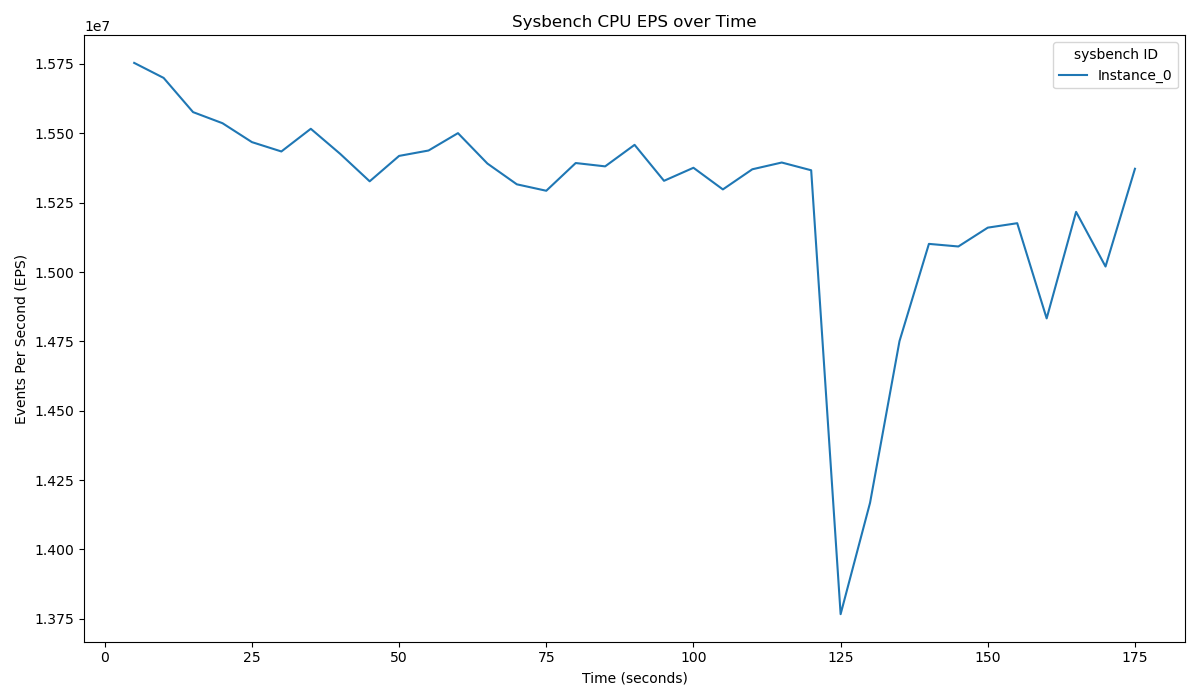 Sysbench CPU EPS over Time
1e7
sysbench ID
Instance_0
1.575
1.550
1.525
1.500
1.475
1.450
1.425
1.400
1.375
Events Per Second (EPS)
0 25 50 75 100 125 150 175
Time (seconds)